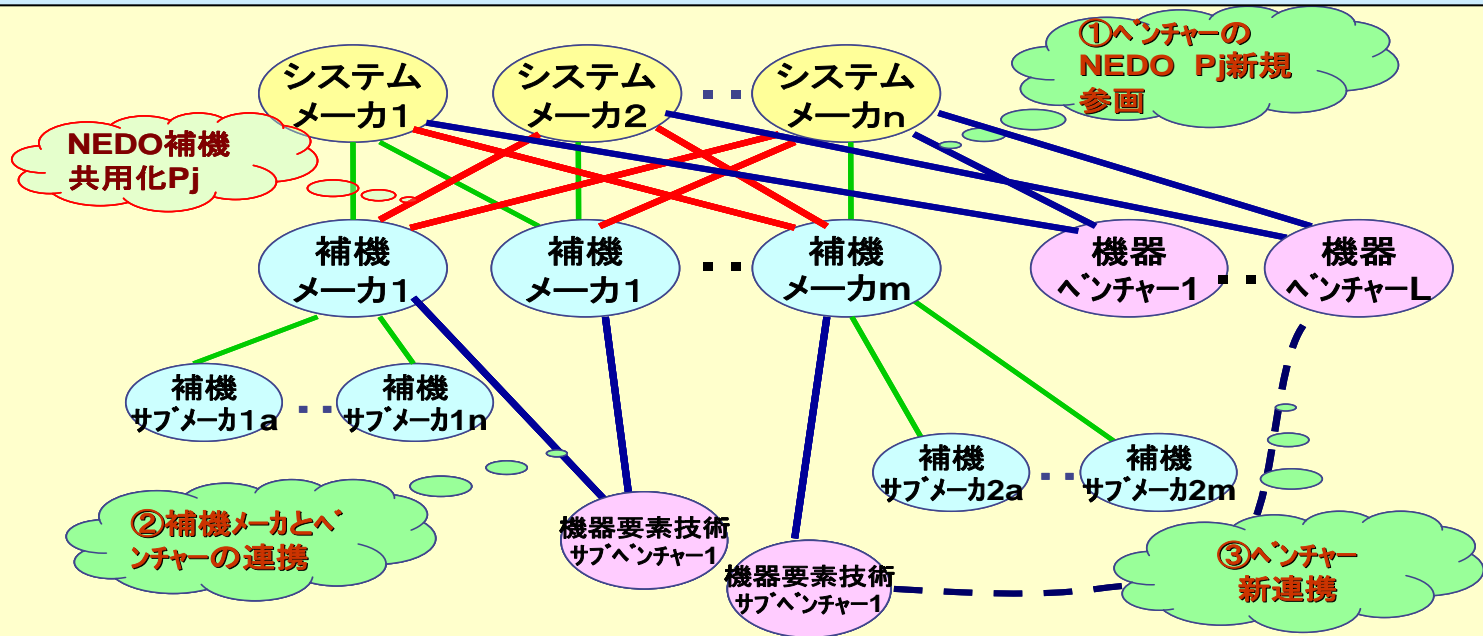 システム
メーカ1
システム
メーカ2
システム
メーカn
①ﾍﾞﾝﾁｬｰの
NEDO Pj新規
参画
NEDO補機
共用化Pj
補機
メーカ1
補機
メーカ1
補機
メーカm
機器
ﾍﾞﾝﾁｬｰ1
機器
ﾍﾞﾝﾁｬｰL
補機
ｻﾌﾞﾒｰｶ1a
補機
ｻﾌﾞﾒｰｶ1n
補機
ｻﾌﾞﾒｰｶ2a
補機
ｻﾌﾞﾒｰｶ2m
②補機ﾒｰｶとﾍﾞ
ﾝﾁｬｰの連携
機器要素技術
ｻﾌﾞﾍﾞﾝﾁｬｰ1
機器要素技術
ｻﾌﾞﾍﾞﾝﾁｬｰ1
③ﾍﾞﾝﾁｬｰ
新連携